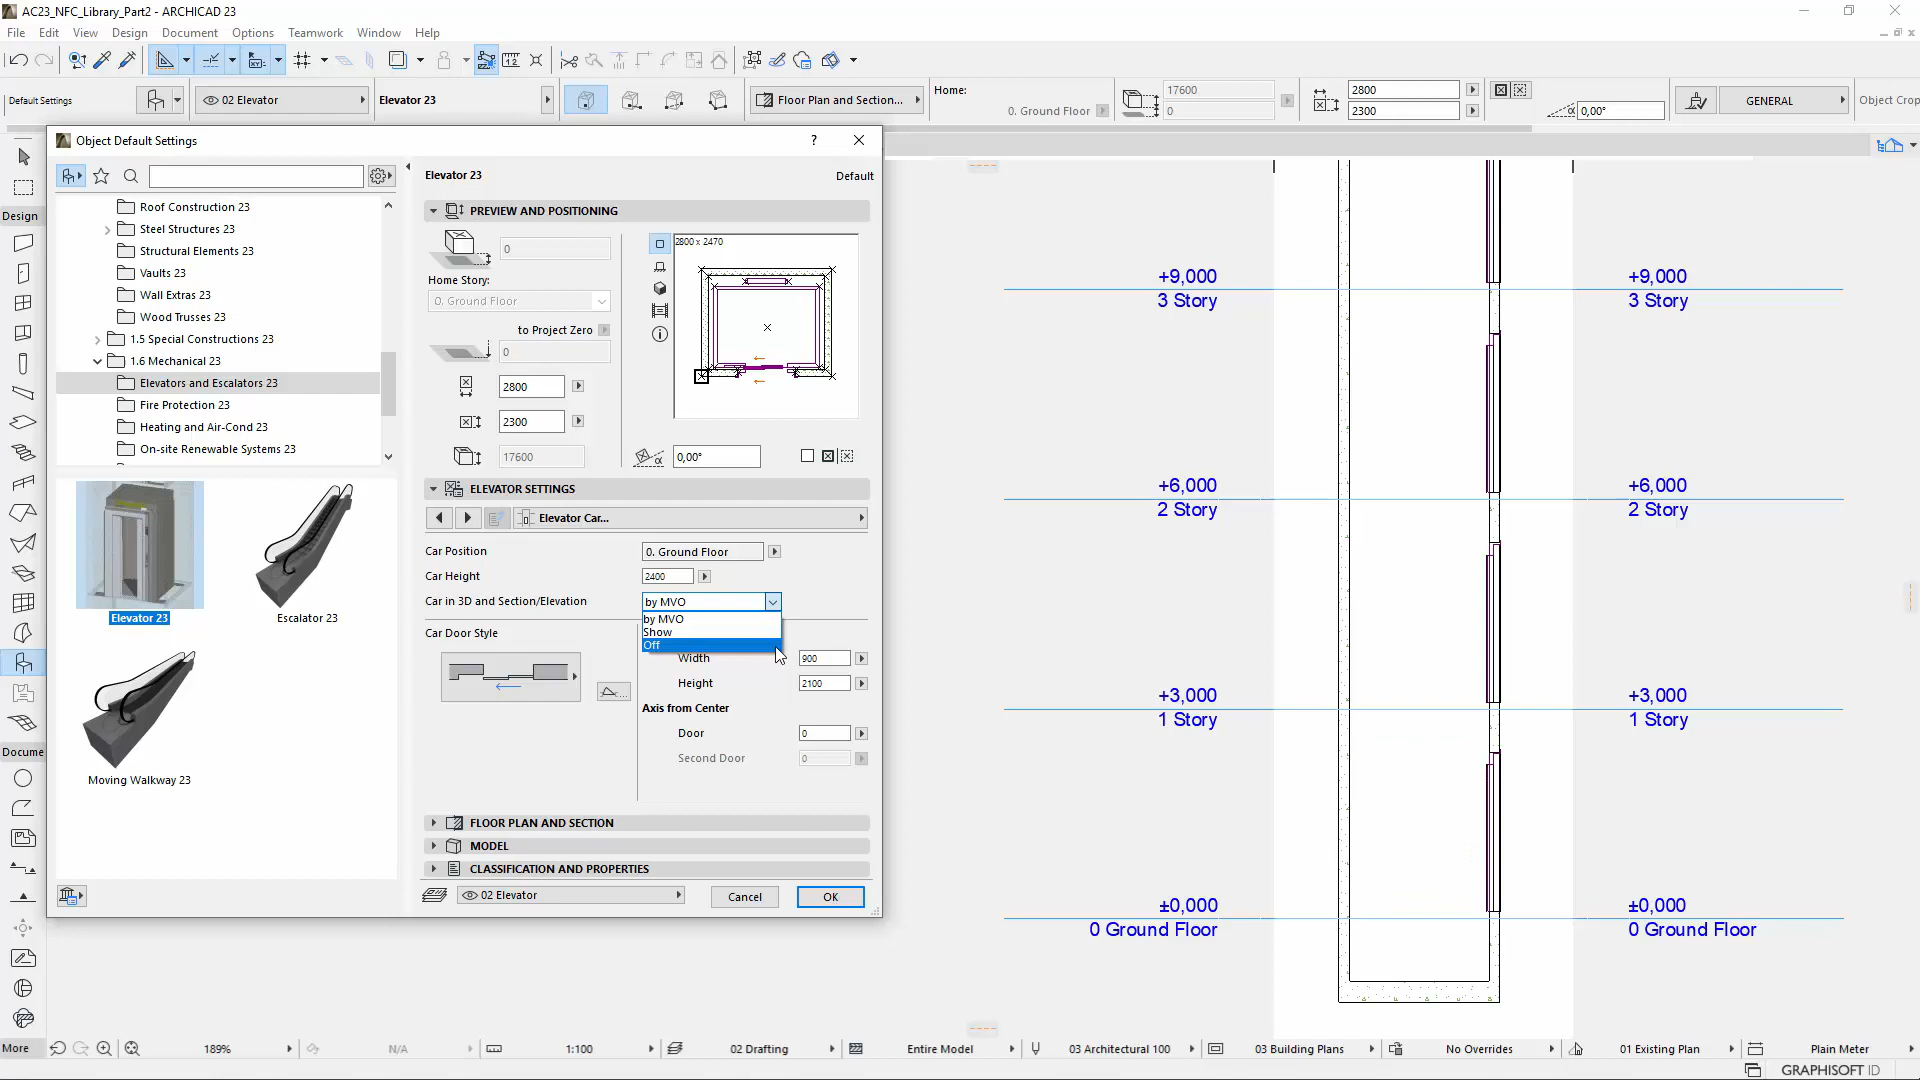 AC23_NFC_Library_Part2 - ARCHICAD 23
File Edit View Design Document Options Teamwork Window Help
Default Settings
02 Elevator
Elevator 23
Floor Plan and Section...
Home:
0. Ground Floor
17600
0
2800
2300
0,00°
GENERAL
Object Crop
Object Default Settings
?
Elevator 23
Default
Roof Construction 23
Steel Structures 23
Structural Elements 23
Vaults 23
Wall Extras 23
Wood Trusses 23
1.5 Special Constructions 23
1.6 Mechanical 23
Elevators and Escalators 23
Fire Protection 23
Heating and Air-Cond 23
On-site Renewable Systems 23
Elevator 23
Escalator 23
Moving Walkway 23
PREVIEW AND POSITIONING
0
Home Story:
0. Ground Floor
to Project Zero
0
2800
2300
17600
2800 x 2470
0,00°
ELEVATOR SETTINGS
Elevator Car...
Car Position
0. Ground Floor
Car Height
2400
Car in 3D and Section/Elevation
by MVO
by MVO
Show
Off
Car Door Style
Width
900
Height
2100
Axis from Center
Door
0
Second Door
0
FLOOR PLAN AND SECTION
MODEL
CLASSIFICATION AND PROPERTIES
02 Elevator
Cancel
OK
Design
Docume
More
+9,000
3 Story
+9,000
3 Story
+6,000
2 Story
+6,000
2 Story
+3,000
1 Story
+3,000
1 Story
±0,000
0 Ground Floor
±0,000
0 Ground Floor
189%
N/A
1:100
02 Drafting
Entire Model
03 Architectural 100
03 Building Plans
No Overrides
01 Existing Plan
Plain Meter
GRAPHISOFT ID